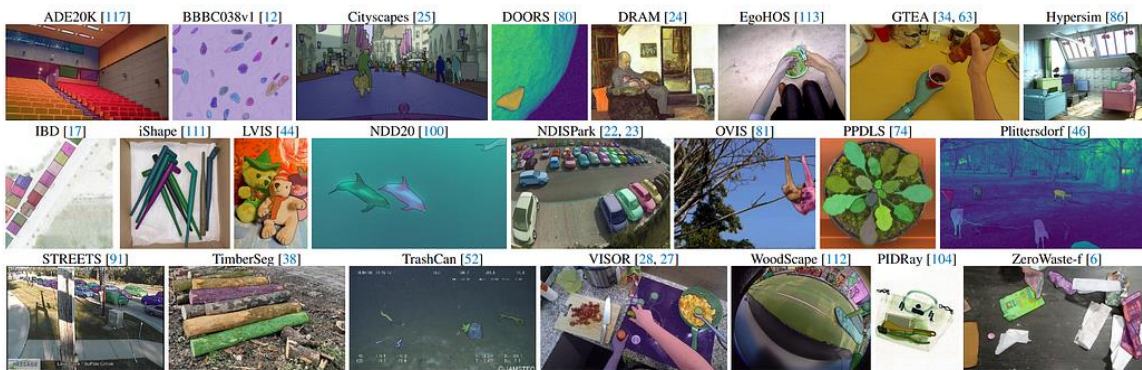 ADE20K [117] BBBC038v1 [12] Cityscapes [25] DOORS [80] DRAM [24] EgoHOS [113] GTEA [34, 63] Hypersim [86]
IBD [17] iShape [111] LVIS [44] NDD20 [100] NDISPark [22, 23] OVIS [81] PPDLS [74] Plittersdorf [46]
STREETS [91] TimberSeg [38] TrashCan [52] VISOR [28, 27] WoodScape [112] PIDRay [104] ZeroWaste-f [6]